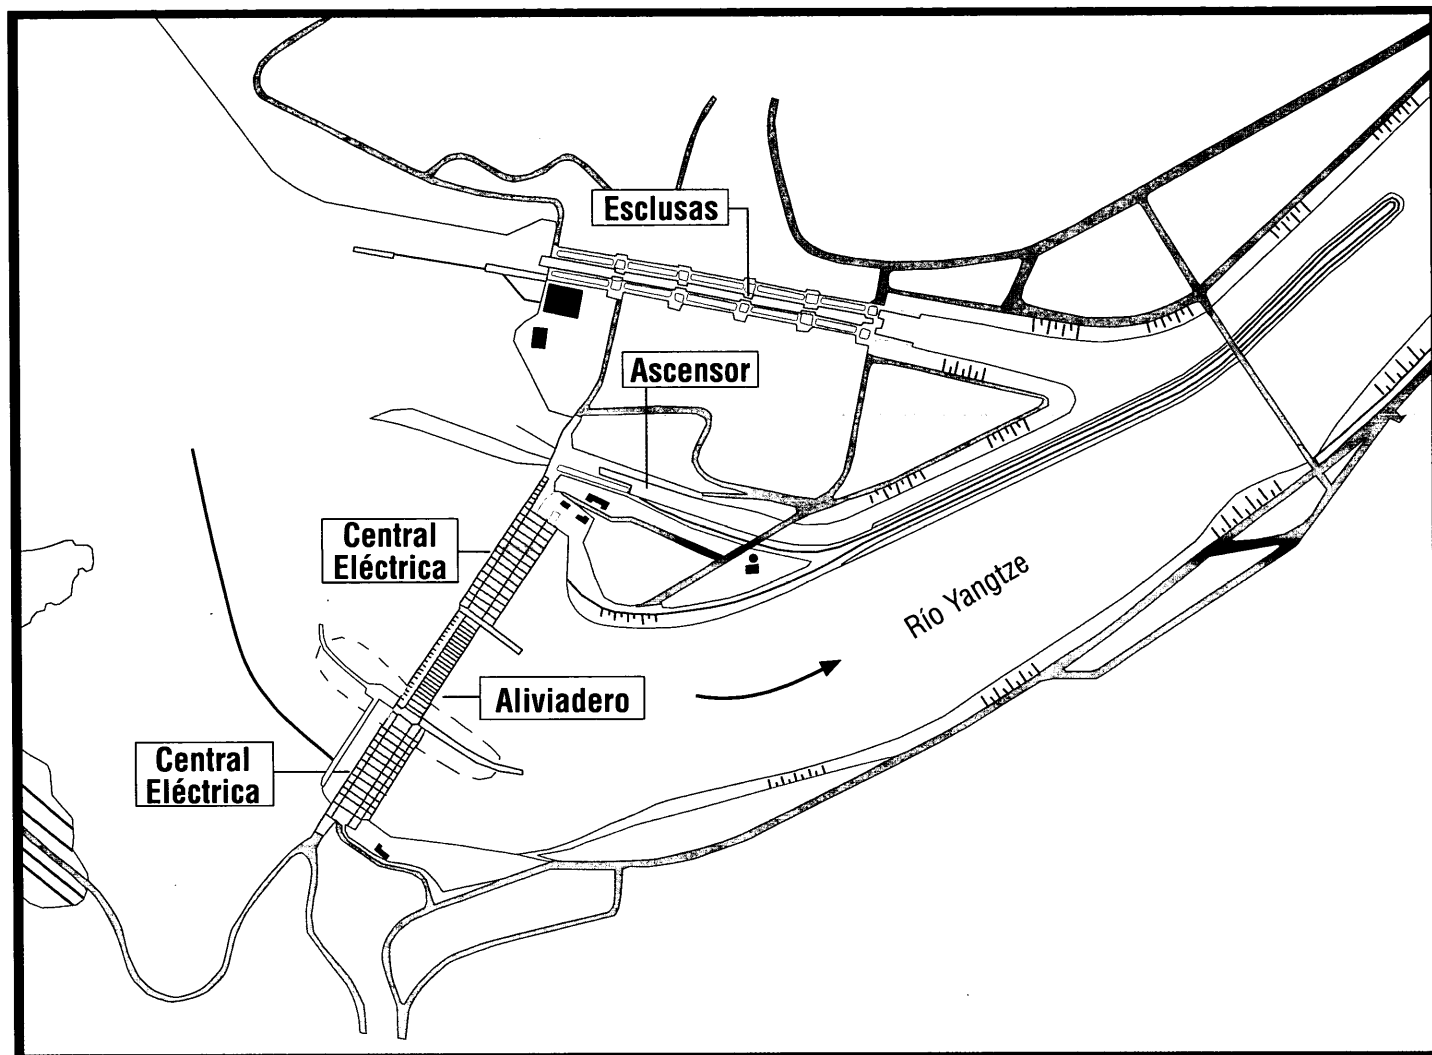 Esclusas
Ascensor
Central
Eléctrica
Río Yangtze
Aliviadero
Central
Eléctrica